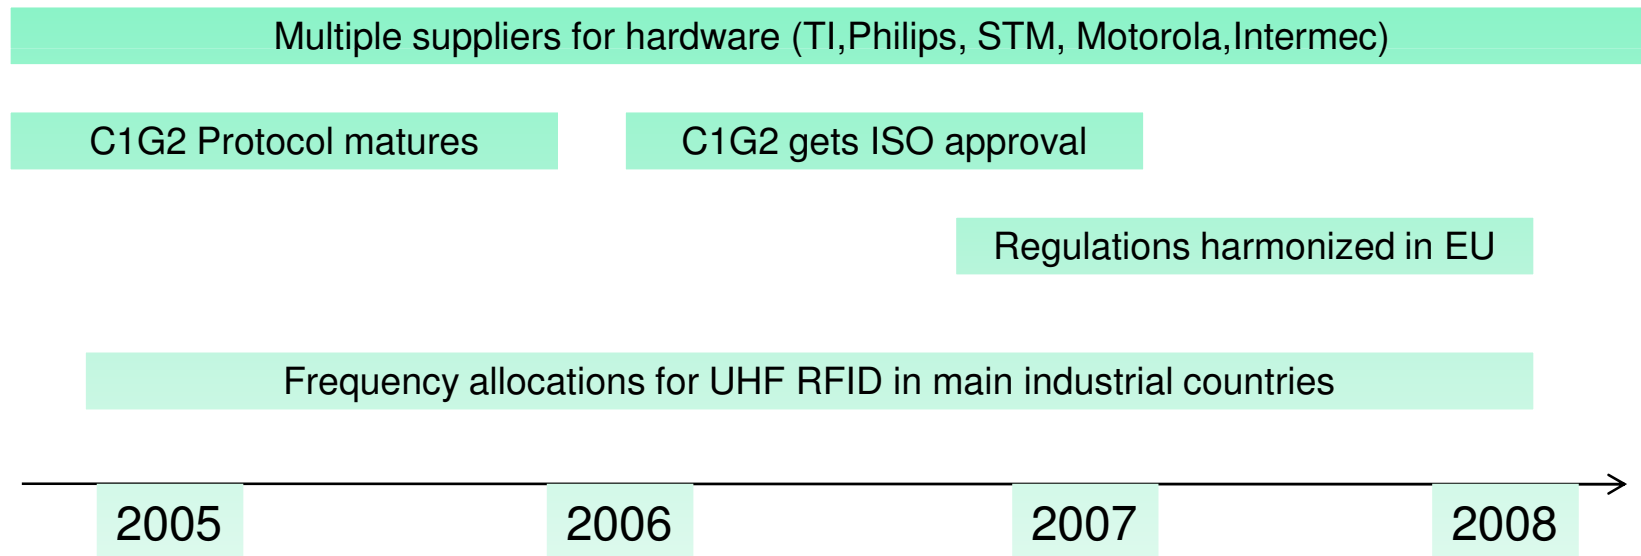 Multiple suppliers for hardware (TI,Philips, STM, Motorola,Intermec)
C1G2 Protocol matures
C1G2 gets ISO approval
Regulations harmonized in EU
Frequency allocations for UHF RFID in main industrial countries
2005
2006
2007
2008